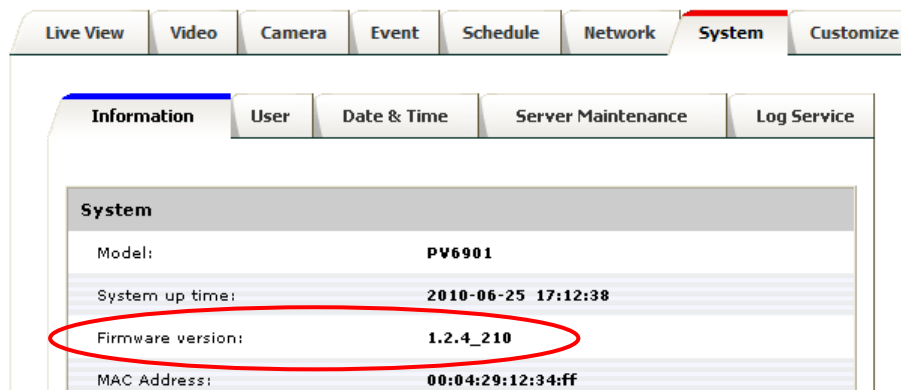 Live View Video Camera Event Schedule Network System Customize
Information User Date & Time Server Maintenance Log Service
System
Model: PV6901
System up time: 2010-06-25 17:12:38
Firmware version: 1.2.4_210
MAC Address: 00:04:29:12:34:ff